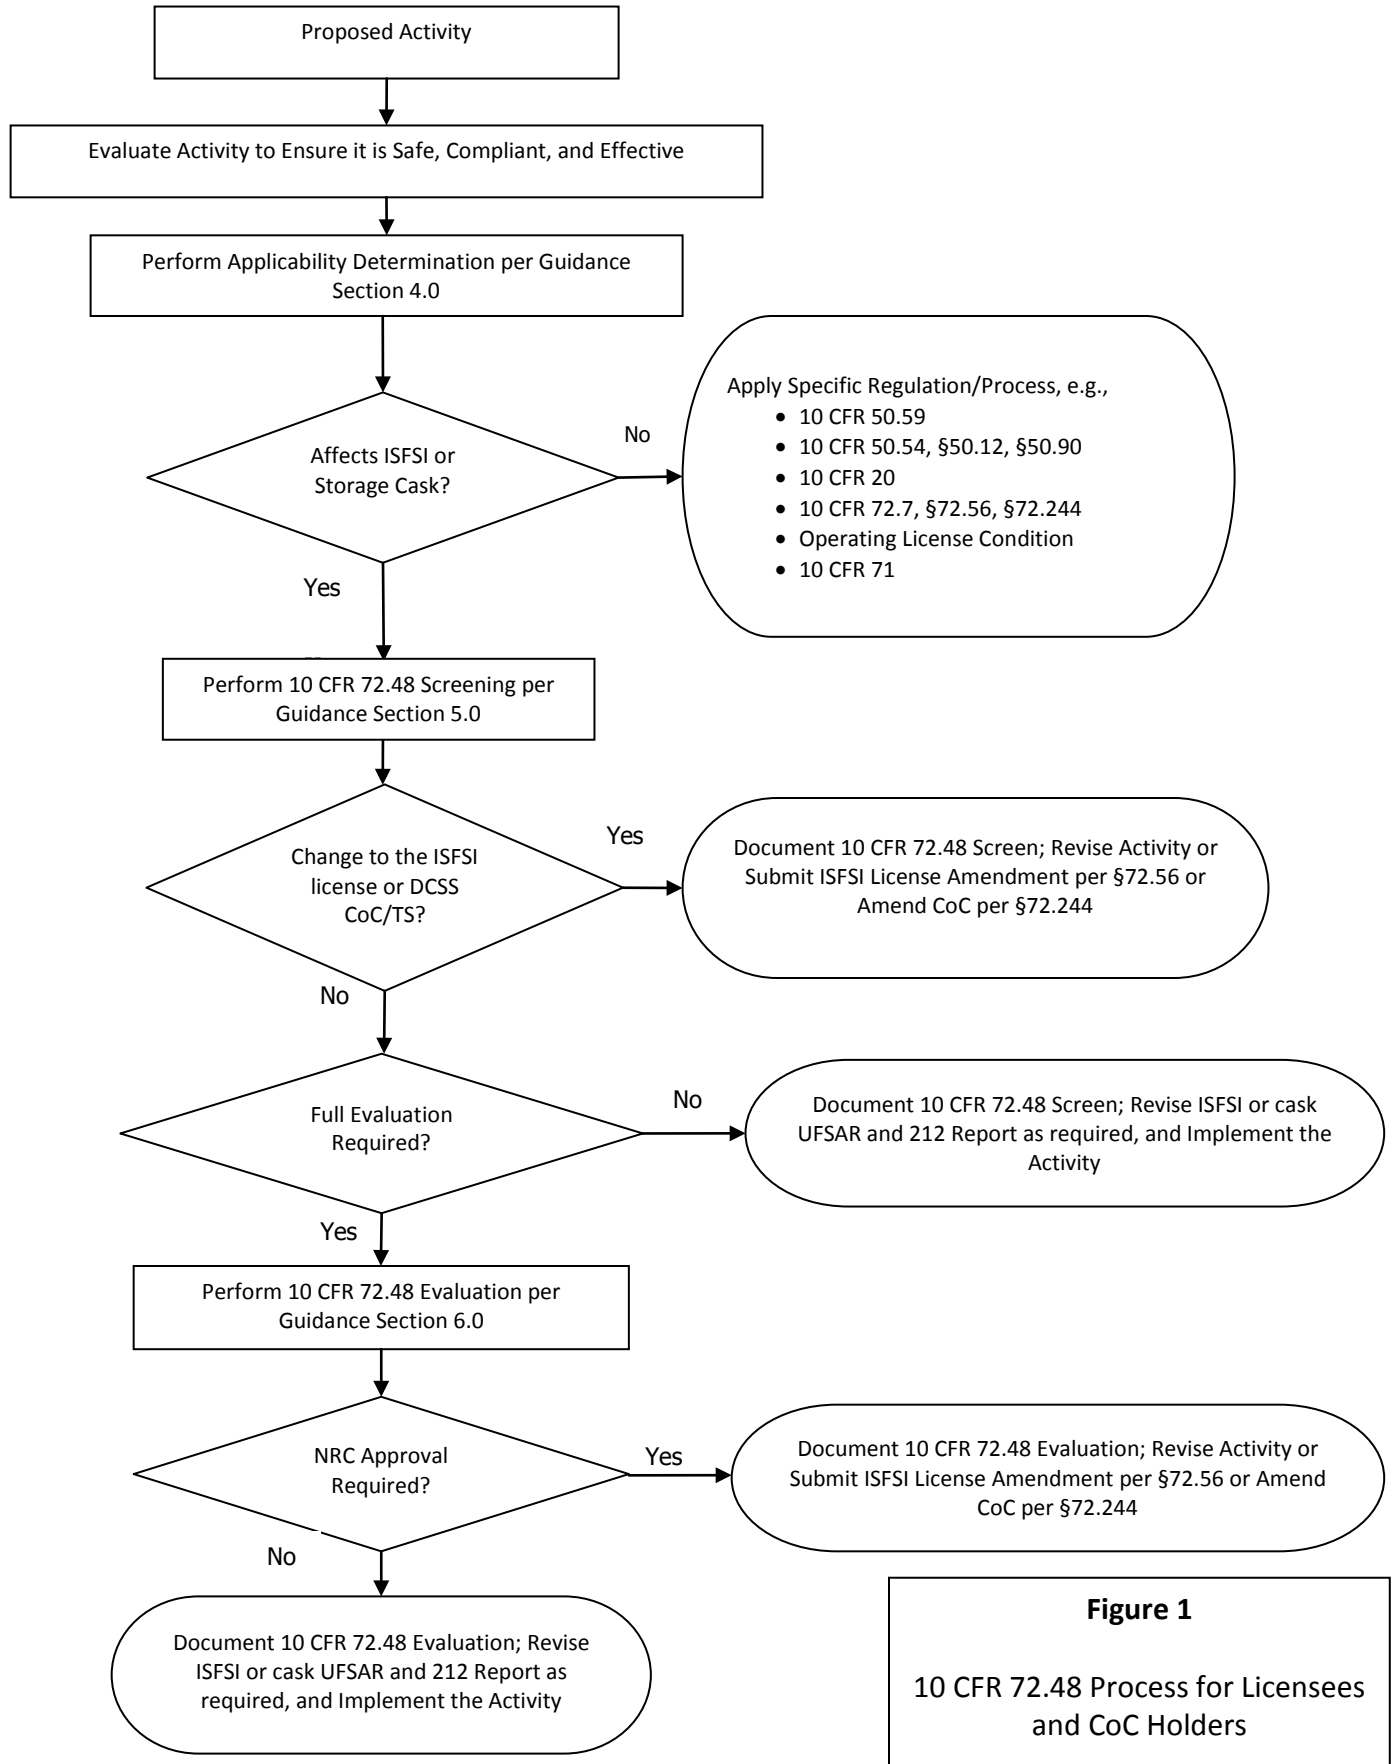 Proposed Activity
Evaluate Activity to Ensure it is Safe, Compliant, and Effective
Perform Applicability Determination per Guidance
Section 4.0
Affects ISFSI or
Storage Cask?
No
Apply Specific Regulation/Process, e.g.,
• 10 CFR 50.59
• 10 CFR 50.54, §50.12, §50.90
• 10 CFR 20
• 10 CFR 72.7, §72.56, §72.244
• Operating License Condition
• 10 CFR 71
Yes
Perform 10 CFR 72.48 Screening per
Guidance Section 5.0
Change to the ISFSI
license or DCSS
CoC/TS?
Yes
Document 10 CFR 72.48 Screen; Revise Activity or
Submit ISFSI License Amendment per §72.56 or
Amend CoC per §72.244
No
Full Evaluation
Required?
No
Document 10 CFR 72.48 Screen; Revise ISFSI or cask
UFSAR and 212 Report as required, and Implement the
Activity
Yes
Perform 10 CFR 72.48 Evaluation per
Guidance Section 6.0
NRC Approval
Required?
Yes
Document 10 CFR 72.48 Evaluation; Revise Activity or
Submit ISFSI License Amendment per §72.56 or Amend
CoC per §72.244
No
Document 10 CFR 72.48 Evaluation; Revise
ISFSI or cask UFSAR and 212 Report as
required, and Implement the Activity
Figure 1
10 CFR 72.48 Process for Licensees
and CoC Holders